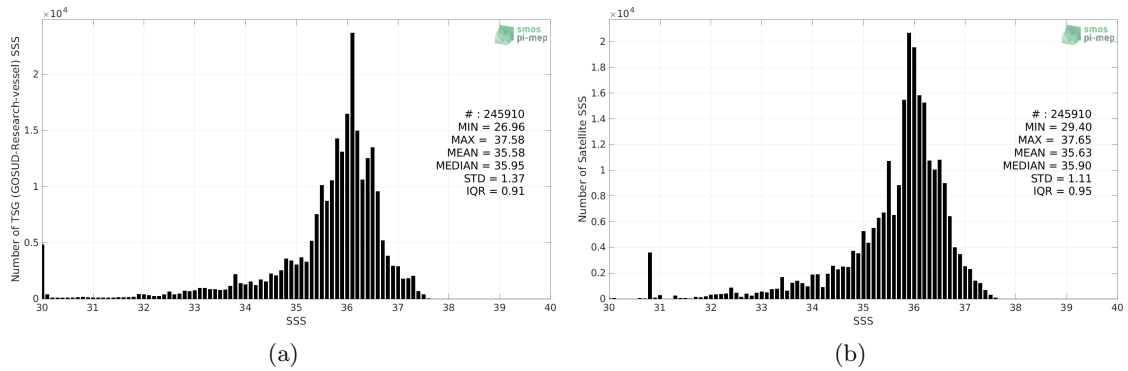 ×10⁴
smos
pi-mep
Number of TSG (GOSUD-Research-vessel) SSS
2
1.5
1
0.5
0
# : 245910
MIN = 26.96
MAX = 37.58
MEAN = 35.58
MEDIAN = 35.95
STD = 1.37
IQR = 0.91
30 31 32 33 34 35 36 37 38 39 40
SSS
(a)
×10⁴
smos
pi-mep
Number of Satellite SSS
2
1.8
1.6
1.4
1.2
1
0.8
0.6
0.4
0.2
0
# : 245910
MIN = 29.40
MAX = 37.65
MEAN = 35.63
MEDIAN = 35.90
STD = 1.11
IQR = 0.95
30 31 32 33 34 35 36 37 38 39 40
SSS
(b)